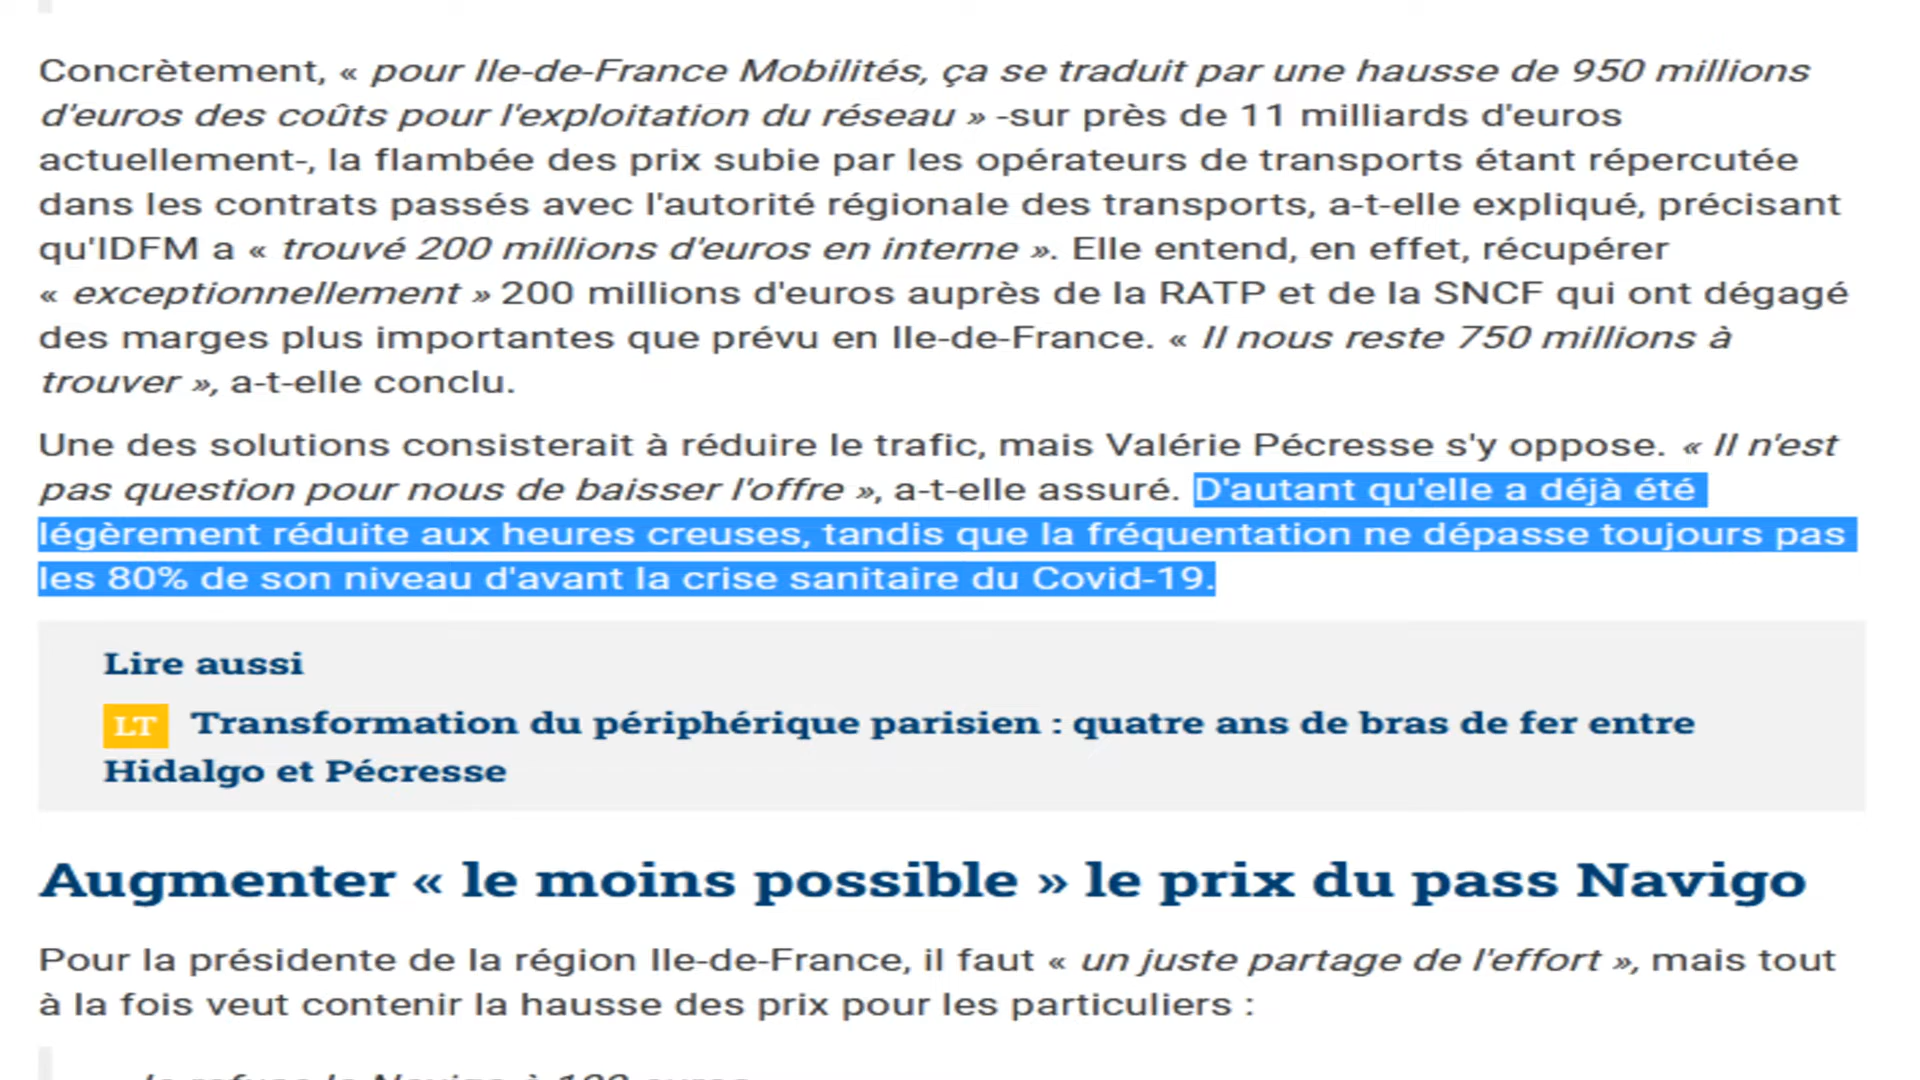 Concrètement, « pour Ile-de-France Mobilités, ça se traduit par une hausse de 950 millions
d'euros des coûts pour l'exploitation du réseau » -sur près de 11 milliards d'euros
actuellement-, la flambée des prix subie par les opérateurs de transports étant répercutée
dans les contrats passés avec l'autorité régionale des transports, a-t-elle expliqué, précisant
qu'IDFM a « trouvé 200 millions d'euros en interne ». Elle entend, en effet, récupérer
« exceptionnellement » 200 millions d'euros auprès de la RATP et de la SNCF qui ont dégagé
des marges plus importantes que prévu en Ile-de-France. « Il nous reste 750 millions à
trouver », a-t-elle conclu.
Une des solutions consisterait à réduire le trafic, mais Valérie Pécresse s'y oppose. « Il n'est
pas question pour nous de baisser l'offre », a-t-elle assuré. D'autant qu'elle a déjà été
légèrement réduite aux heures creuses, tandis que la fréquentation ne dépasse toujours pas
les 80% de son niveau d'avant la crise sanitaire du Covid-19.
Lire aussi
LT Transformation du périphérique parisien : quatre ans de bras de fer entre
Hidalgo et Pécresse
Augmenter « le moins possible » le prix du pass Navigo
Pour la présidente de la région Ile-de-France, il faut « un juste partage de l'effort », mais tout
à la fois veut contenir la hausse des prix pour les particuliers :